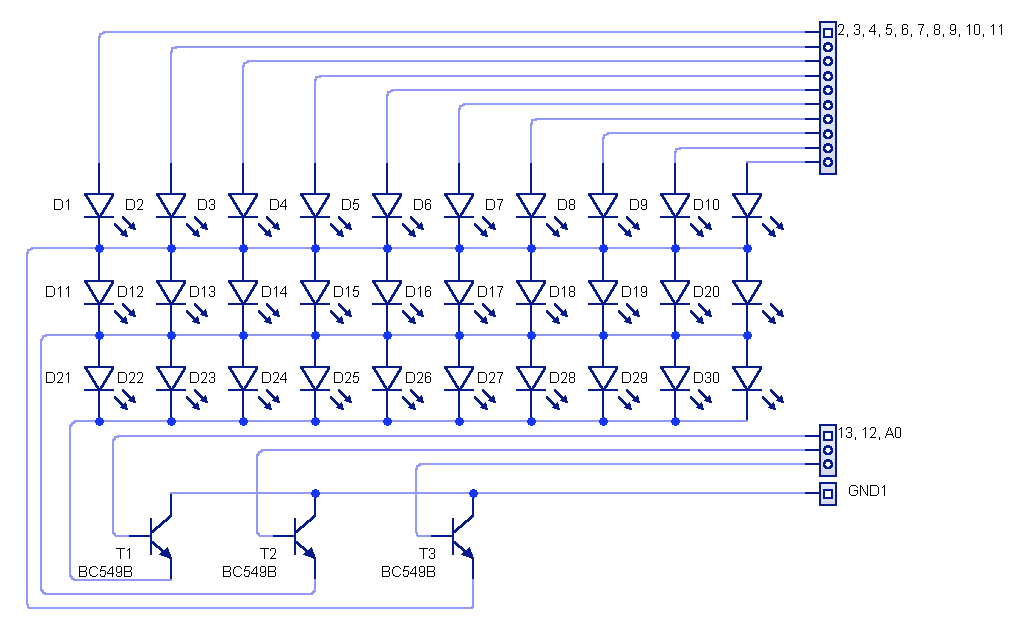 2, 3, 4, 5, 6, 7, 8, 9, 10, 11
D1 D2 D3 D4 D5 D6 D7 D8 D9 D10
D11 D12 D13 D14 D15 D16 D17 D18 D19 D20
D21 D22 D23 D24 D25 D26 D27 D28 D29 D30
13, 12, A0
GND1
T1 T2 T3
BC549B BC549B BC549B